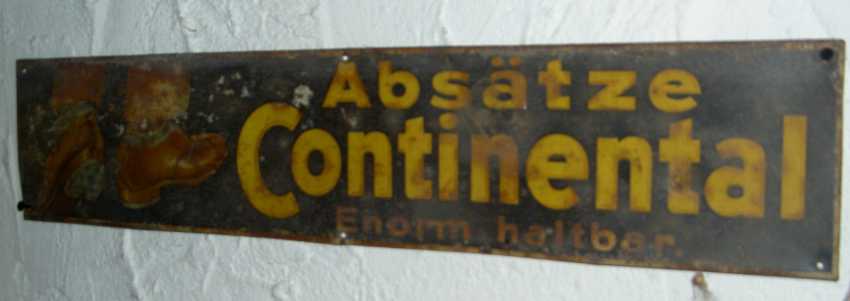 Absätze
Continental
Enorm haltbar.